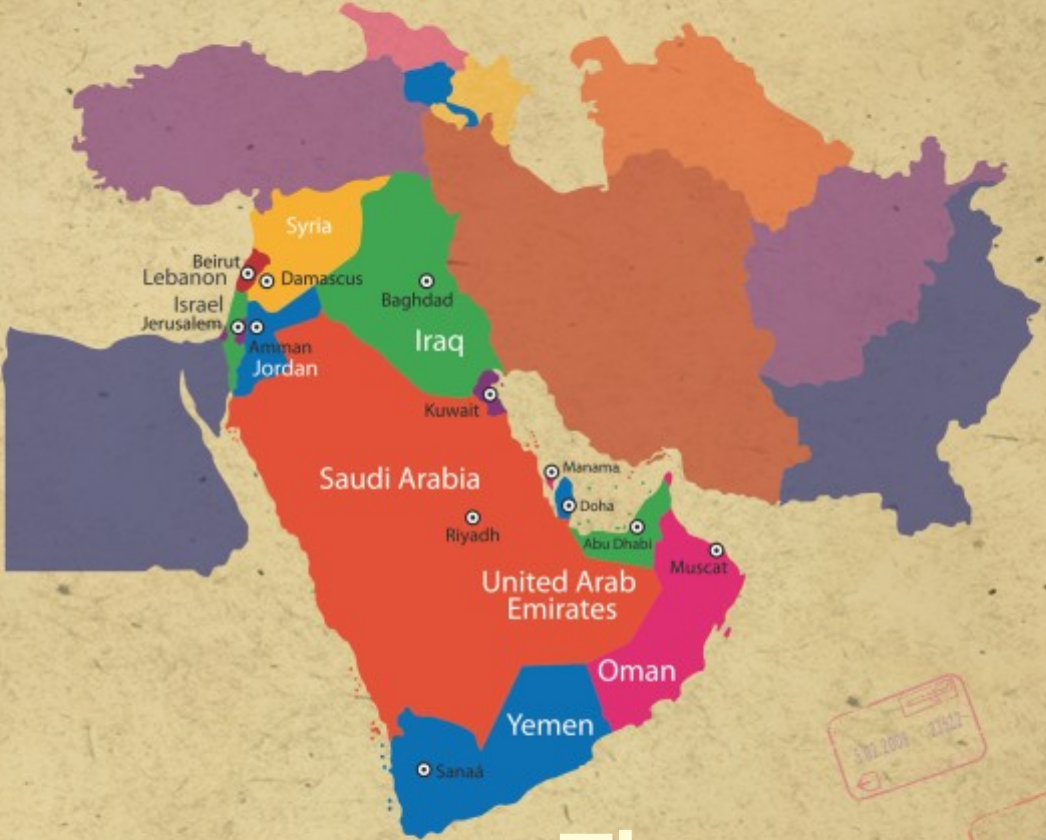 Syria
Beirut
Lebanon
Damascus
Israel
Jerusalem
Amman
Jordan
Baghdad
Iraq
Kuwait
Saudi Arabia
Riyadh
Manama
Doha
Abu Dhabi
Muscat
United Arab
Emirates
Oman
Yemen
Sanaá